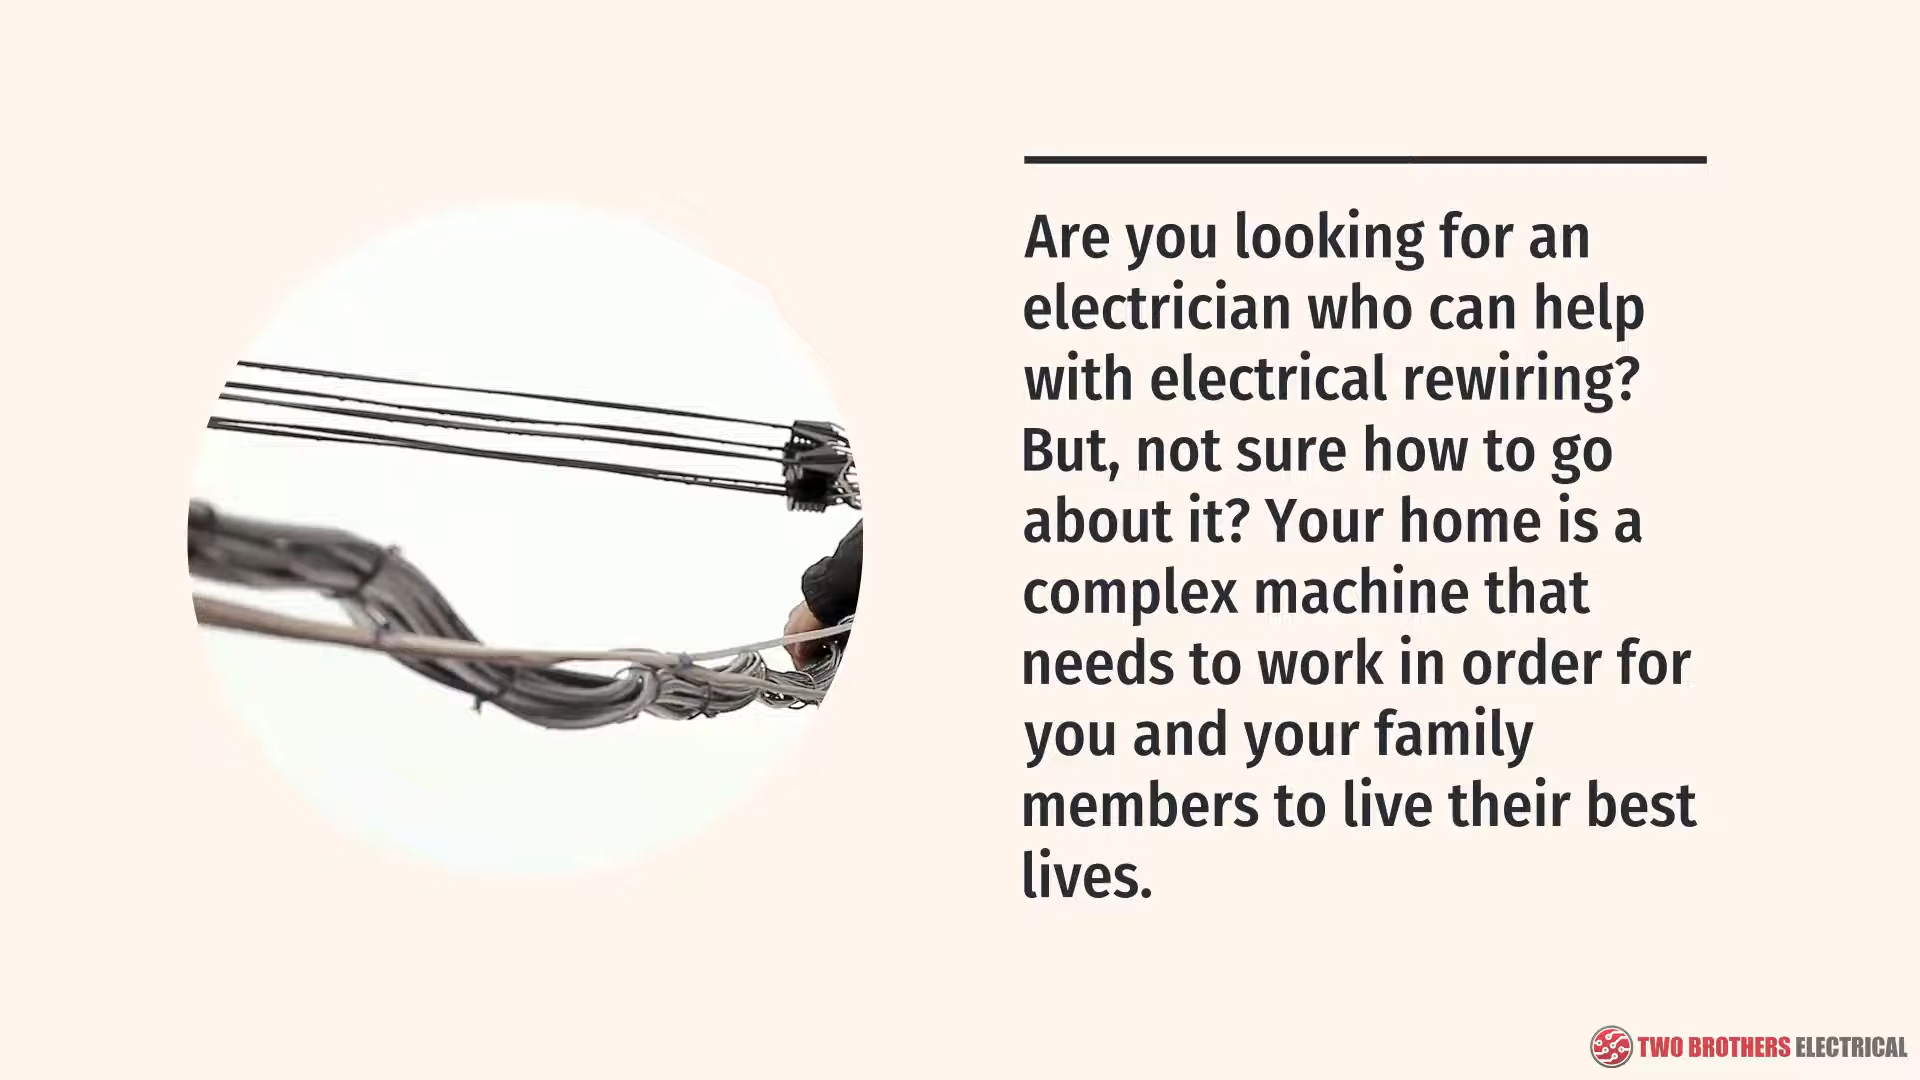 Are you looking for an
electrician who can help
with electrical rewiring?
But, not sure how to go
about it? Your home is a
complex machine that
needs to work in order for
you and your family
members to live their best
lives.
TWO BROTHERS ELECTRICAL